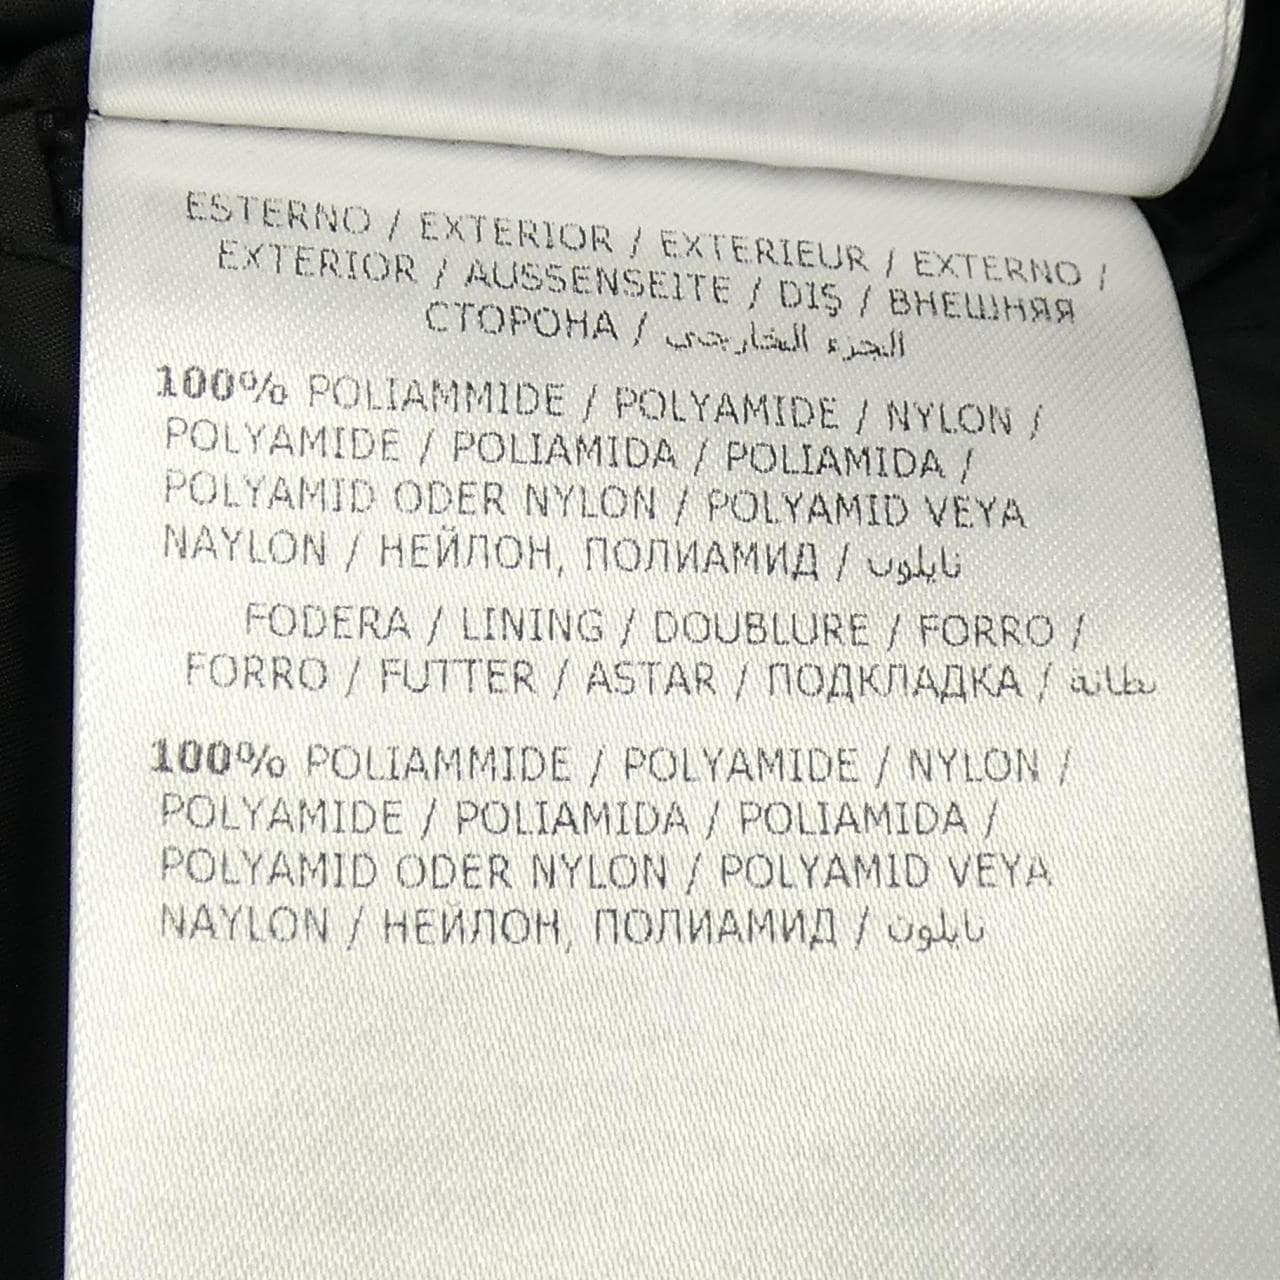 ESTERNO / EXTERIOR / EXTERIEUR / EXTERNO /
EXTERIOR / AUSSENSEITE / DIŞ / ВНЕШНЯЯ
СТОРОНА / الجزء الخارجي
100% POLIAMMIDE / POLYAMIDE / NYLON /
POLYAMIDE / POLIAMIDA / POLIAMIDA /
POLYAMID ODER NYLON / POLYAMID VEYA
NAYLON / НЕЙЛОН, ПОЛИАМИД / نايلون
FODERA / LINING / DOUBLURE / FORRO /
FORRO / FUTTER / ASTAR / ПОДКЛАДКА / بطانة
100% POLIAMMIDE / POLYAMIDE / NYLON /
POLYAMIDE / POLIAMIDA / POLIAMIDA /
POLYAMID ODER NYLON / POLYAMID VEYA
NAYLON / НЕЙЛОН, ПОЛИАМИД / نايلون